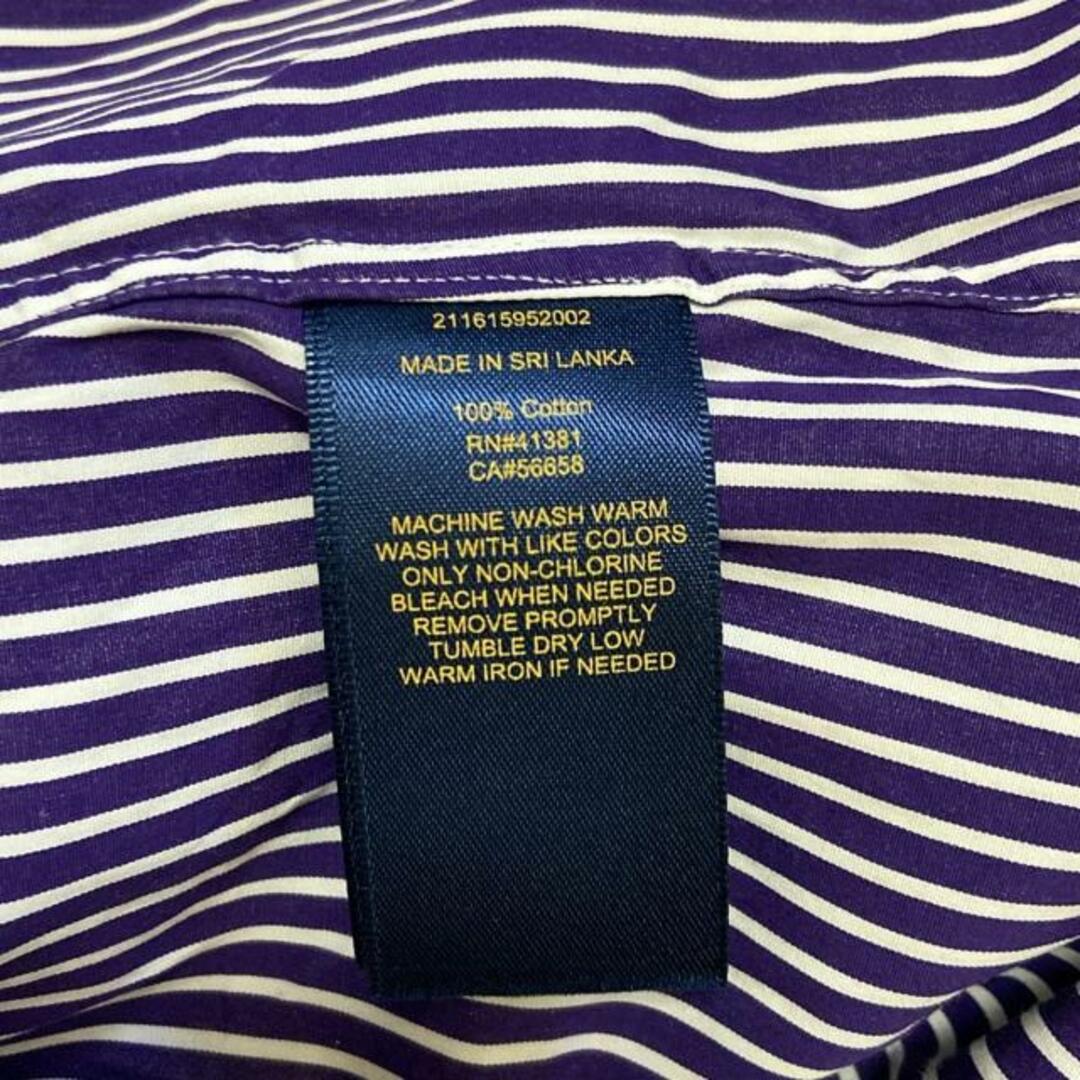 211615952002
MADE IN SRI LANKA
100% Cotton
RN#41381
CA#56658
MACHINE WASH WARM
WASH WITH LIKE COLORS
ONLY NON-CHLORINE
BLEACH WHEN NEEDED
REMOVE PROMPTLY
TUMBLE DRY LOW
WARM IRON IF NEEDED